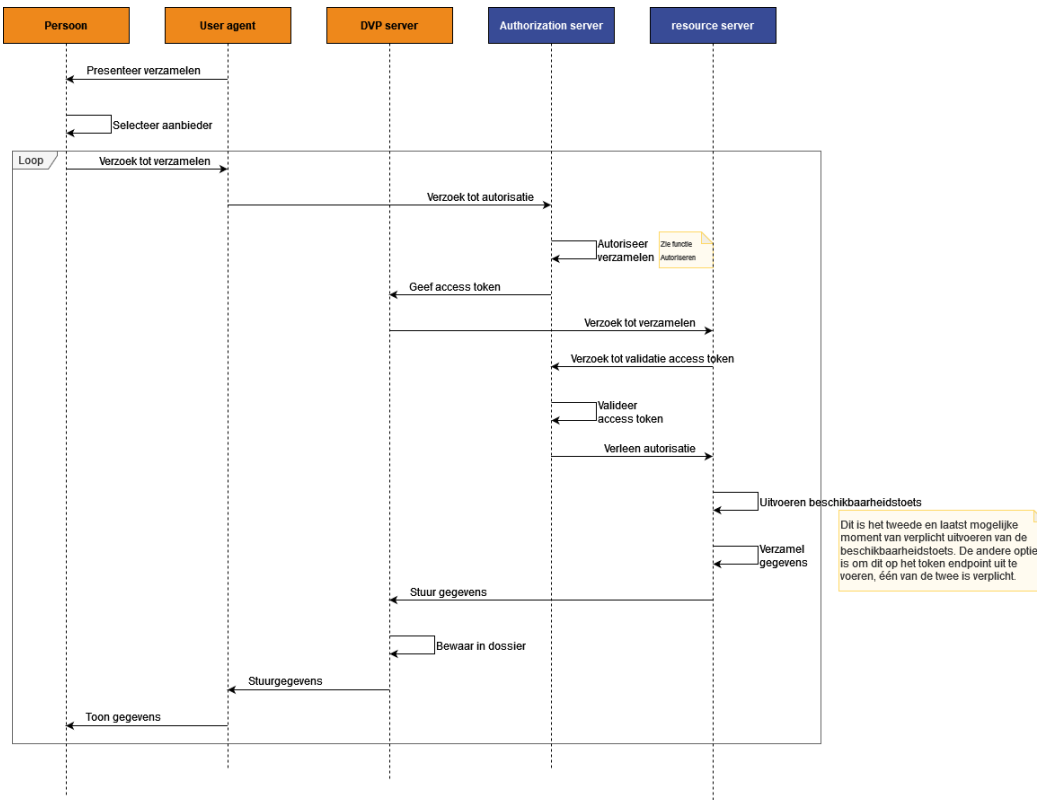 Persoon
User agent
DVP server
Authorization server
resource server
Presenteer verzamelen
Selecteer aanbieder
Loop
Verzoek tot verzamelen
Verzoek tot autorisatie
Autoriseer
verzamelen
Zie functie
Autoriseren
Geef access token
Verzoek tot verzamelen
Verzoek tot validatie access token
Valideer
access token
Verleen autorisatie
Uitvoeren beschikbaarheidstoets
Dit is het tweede en laatst mogelijke
moment van verplicht uitvoeren van de
beschikbaarheidstoets. De andere optie
is om dit op het token endpoint uit te
voeren, één van de twee is verplicht.
Verzamel
gegevens
Stuur gegevens
Bewaar in dossier
Stuurgegevens
Toon gegevens